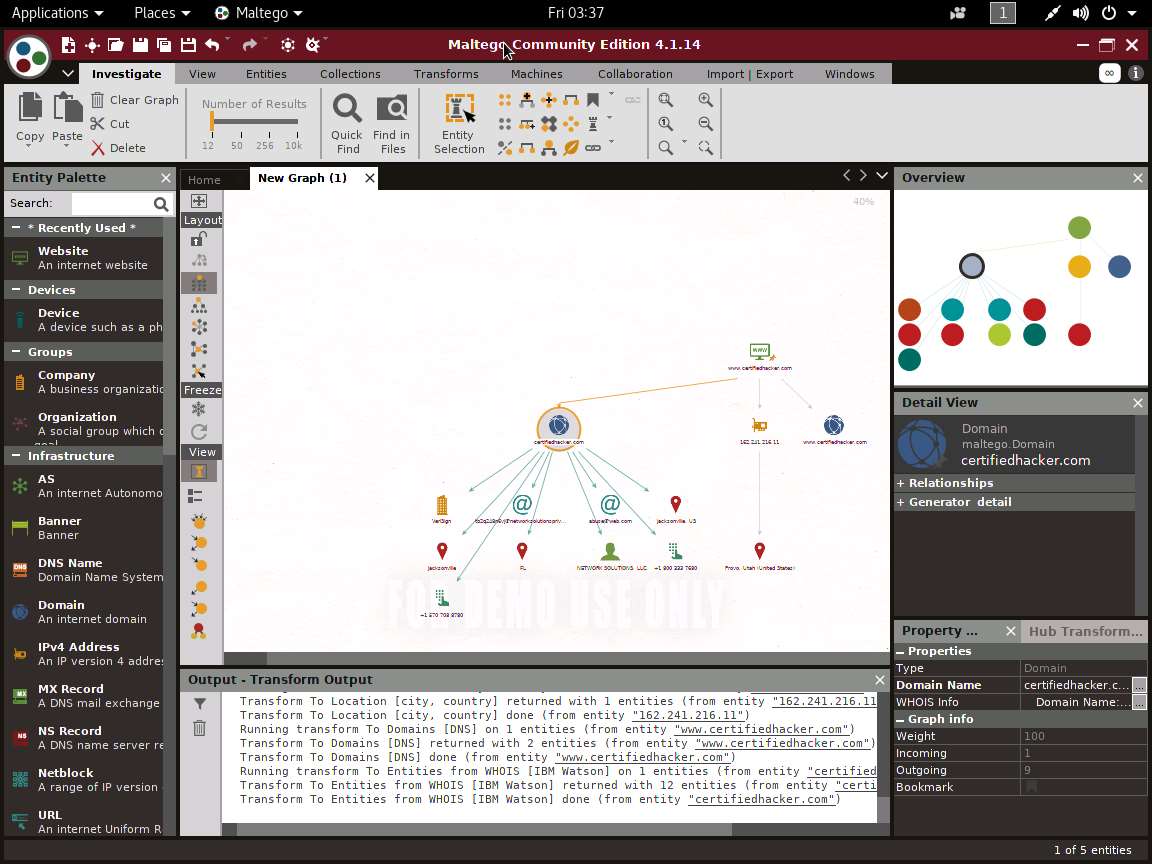 Applications Places Maltego Fri 03:37 1
Maltego Community Edition 4.1.14
Investigate View Entities Collections Transforms Machines Collaboration Import | Export Windows
Copy Paste Clear Graph Cut Delete
Number of Results
12 50 256 10k
Quick Find
Find in Files
Entity Selection
Entity Palette
Search:
* Recently Used *
Website
An internet website
Devices
Device
A device such as a ph
Groups
Company
A business organizatio
Organization
A social group which d
goal
Infrastructure
AS
An internet Autonomo
Banner
Banner
DNS Name
Domain Name System
Domain
An internet domain
IPv4 Address
An IP version 4 addres
MX Record
A DNS mail exchange
NS Record
A DNS name server re
Netblock
A range of IP version
URL
An internet Uniform R
Home New Graph (1)
Layout
Freeze
View
40%
www.certifiedhacker.com
certifiedhacker.com
162.241.216.11
www.certifiedhacker.com
VeriSign
abuse@web.com
Jacksonville, US
Jacksonville
FL
NETWORK SOLUTIONS, LLC.
+1 800 333 7680
Provo, Utah (United States)
+1 570 708 8780
FOR DEMO USE ONLY
Output - Transform Output
Transform To Location [city, country] returned with 1 entities (from entity "162.241.216.11
Transform To Location [city, country] done (from entity "162.241.216.11")
Running transform To Domains [DNS] on 1 entities (from entity "www.certifiedhacker.com")
Transform To Domains [DNS] returned with 2 entities (from entity "www.certifiedhacker.com")
Transform To Domains [DNS] done (from entity "www.certifiedhacker.com")
Running transform To Entities from WHOIS [IBM Watson] on 1 entities (from entity "certified
Transform To Entities from WHOIS [IBM Watson] returned with 12 entities (from entity "certi
Transform To Entities from WHOIS [IBM Watson] done (from entity "certifiedhacker.com")
Overview
Detail View
Domain
maltego.Domain
certifiedhacker.com
+ Relationships
+ Generator detail
Property ... Hub Transform...
Properties
Type Domain
Domain Name certifiedhacker.c... ...
WHOIS Info Domain Name:... ...
Graph info
Weight 100
Incoming 1
Outgoing 9
Bookmark
1 of 5 entities